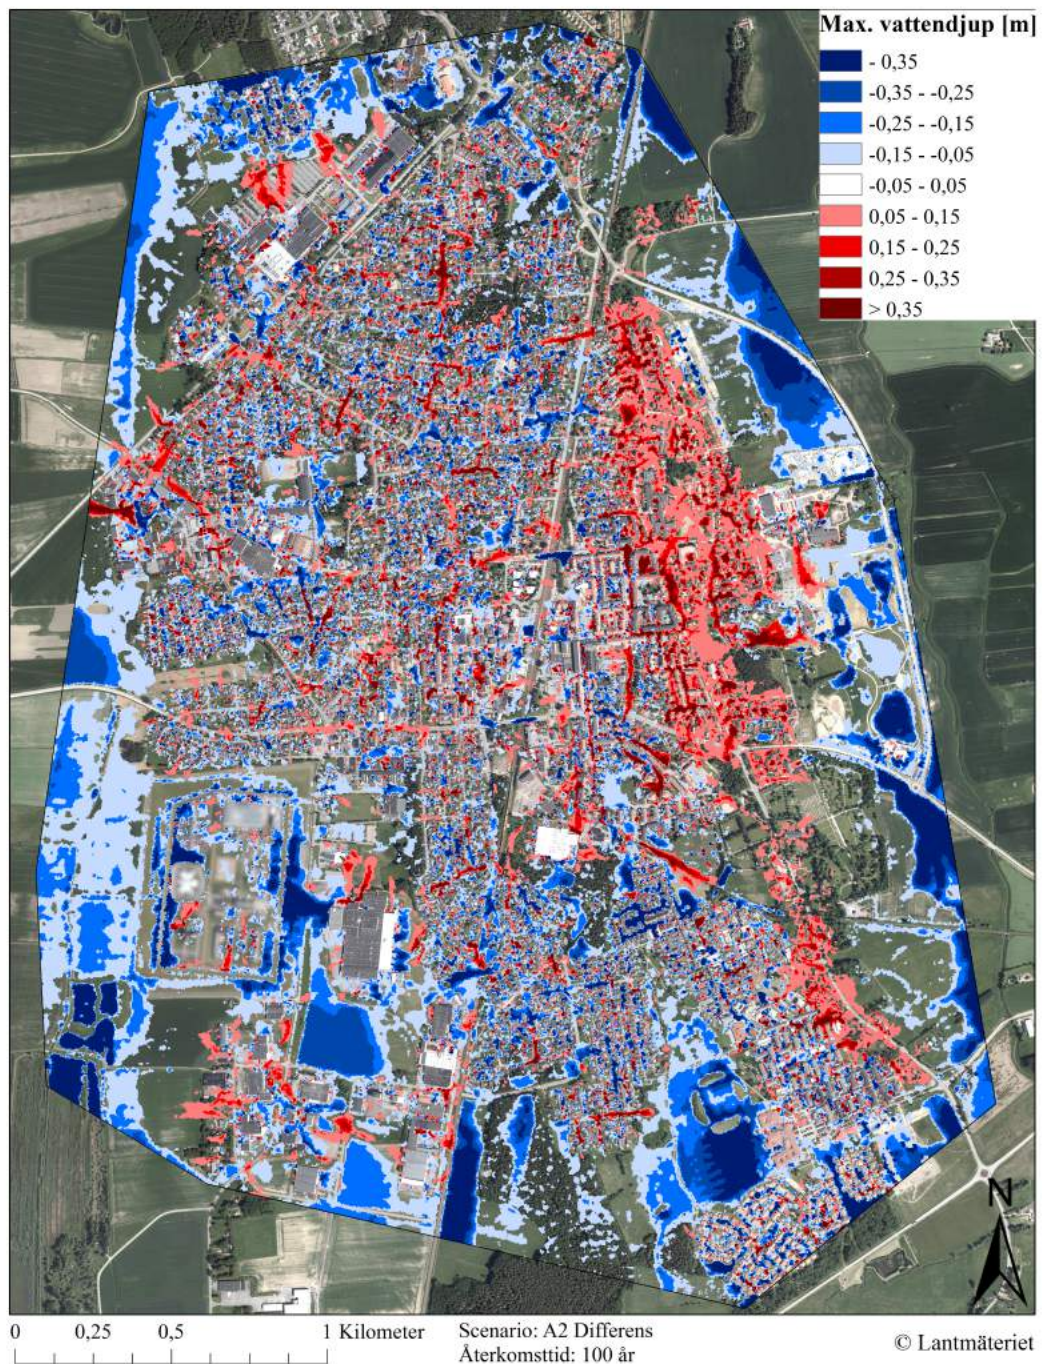 Max. vattendjup [m]
- 0,35
-0,35 - -0,25
-0,25 - -0,15
-0,15 - -0,05
-0,05 - 0,05
0,05 - 0,15
0,15 - 0,25
0,25 - 0,35
> 0,35
N
0 0,25 0,5 1 Kilometer
Scenario: A2 Differens
Återkomsttid: 100 år
© Lantmäteriet